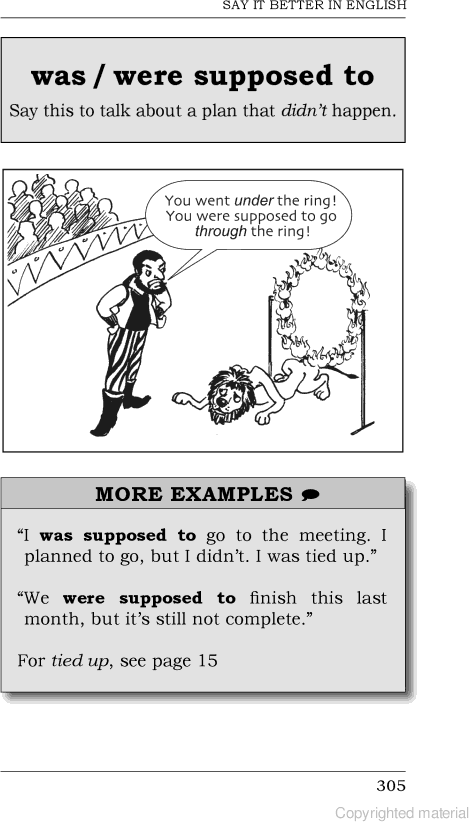 SAY IT BETTER IN ENGLISH
was / were supposed to
Say this to talk about a plan that didn't happen.
You went under the ring!
You were supposed to go
through the ring!
MORE EXAMPLES
“I was supposed to go to the meeting. I
planned to go, but I didn’t. I was tied up.”
“We were supposed to finish this last
month, but it’s still not complete.”
For tied up, see page 15
305
Copyrighted material